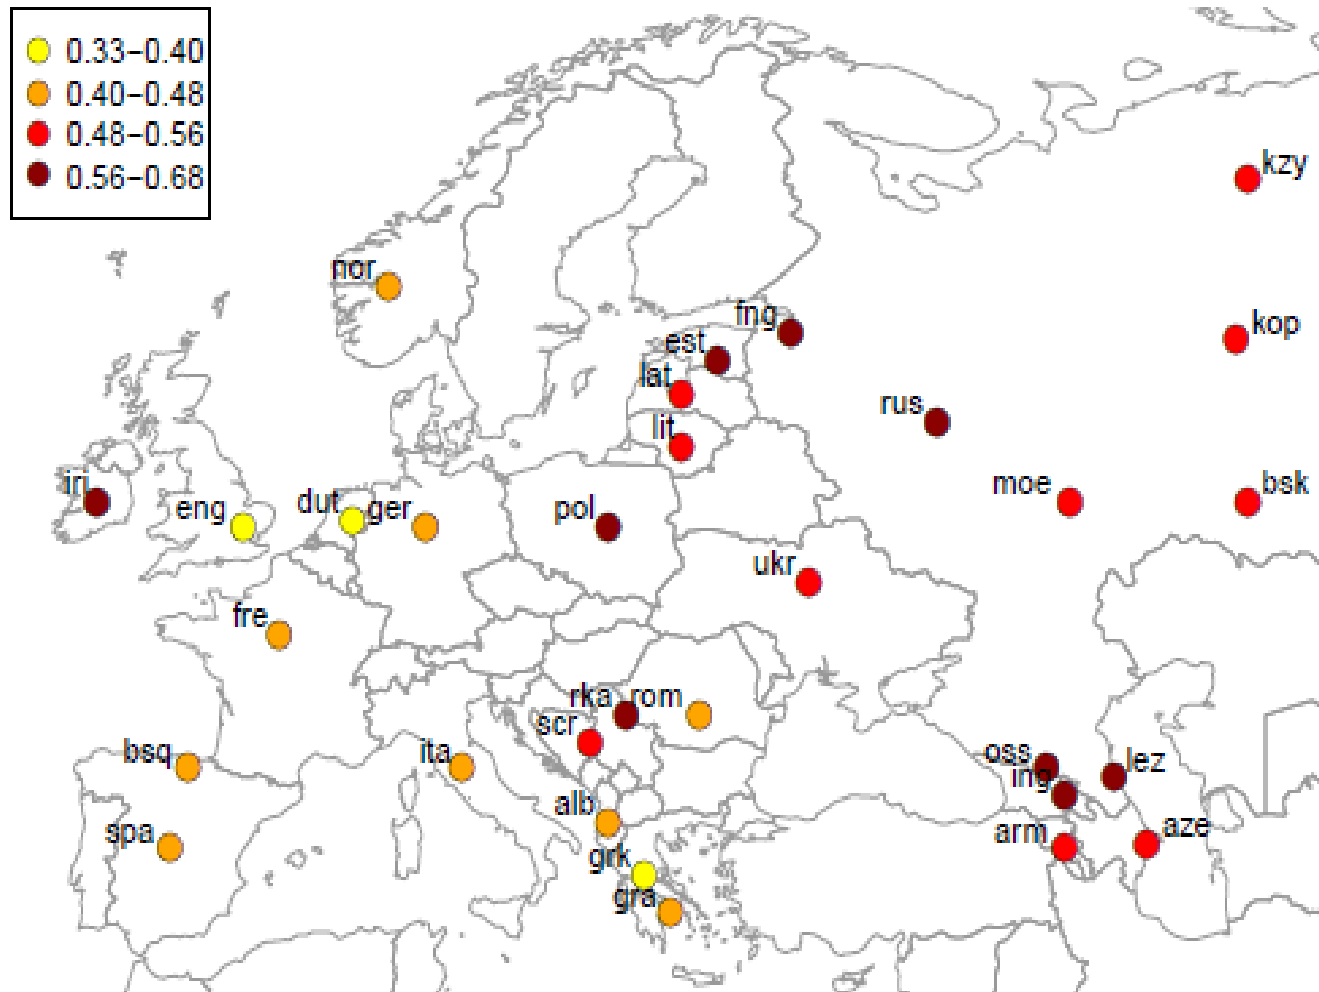 0.33–0.40
0.40–0.48
0.48–0.56
0.56–0.68
kzy
nor
fng
kop
est
lat
rus
lit
iri
eng
dut
ger
pol
moe
bsk
ukr
fre
rka
rom
scr
bsq
ita
oss
lez
ing
alb
spa
arm
aze
grk
gra